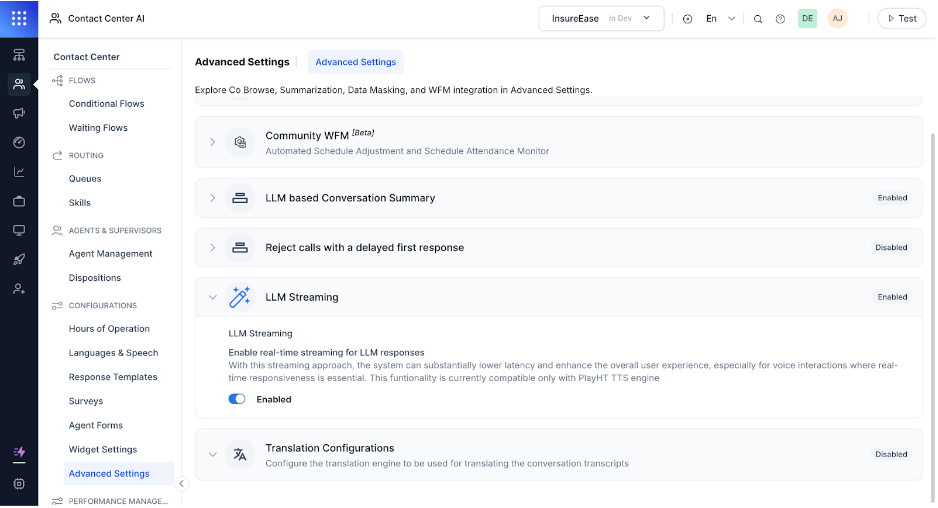 Contact Center AI
InsureEase In Dev
En
DE
AJ
Test
Contact Center
FLOWS
Conditional Flows
Waiting Flows
ROUTING
Queues
Skills
AGENTS & SUPERVISORS
Agent Management
Dispositions
CONFIGURATIONS
Hours of Operation
Languages & Speech
Response Templates
Surveys
Agent Forms
Widget Settings
Advanced Settings
PERFORMANCE MANAGE...
Advanced Settings
Advanced Settings
Explore Co Browse, Summarization, Data Masking, and WFM integration in Advanced Settings.
Community WFM [Beta]
Automated Schedule Adjustment and Schedule Attendance Monitor
LLM based Conversation Summary
Enabled
Reject calls with a delayed first response
Disabled
LLM Streaming
Enabled
LLM Streaming
Enable real-time streaming for LLM responses
With this streaming approach, the system can substantially lower latency and enhance the overall user experience, especially for voice interactions where real-
time responsiveness is essential. This funtionality is currently compatible only with PlayHT TTS engine
Enabled
Translation Configurations
Configure the translation engine to be used for translating the conversation transcripts
Disabled